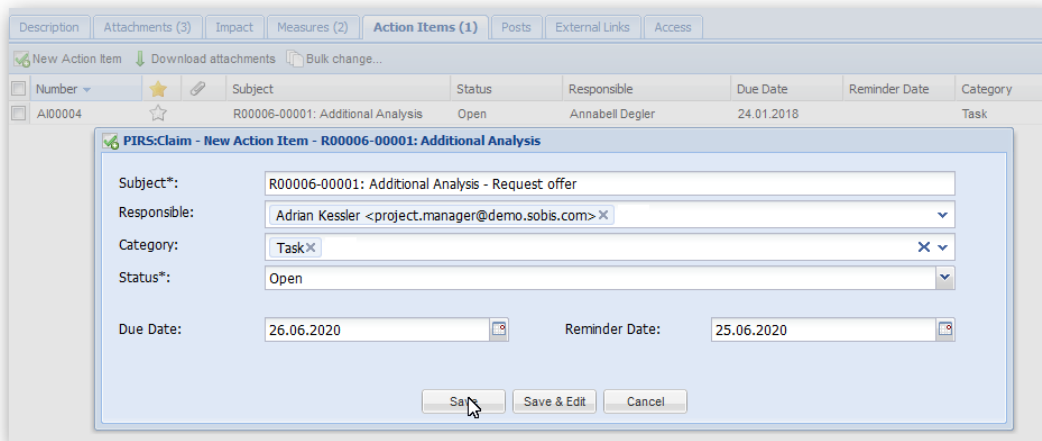 Description Attachments (3) Impact Measures (2) Action Items (1) Posts External Links Access
New Action Item Download attachments Bulk change...
Number Subject Status Responsible Due Date Reminder Date Category
AI00004 R00006-00001: Additional Analysis Open Annabell Degler 24.01.2018 Task
PIRS:Claim - New Action Item - R00006-00001: Additional Analysis
Subject*: R00006-00001: Additional Analysis - Request offer
Responsible: Adrian Kessler <project.manager@demo.sobis.com>
Category: Task
Status*: Open
Due Date: 26.06.2020 Reminder Date: 25.06.2020
Save Save & Edit Cancel